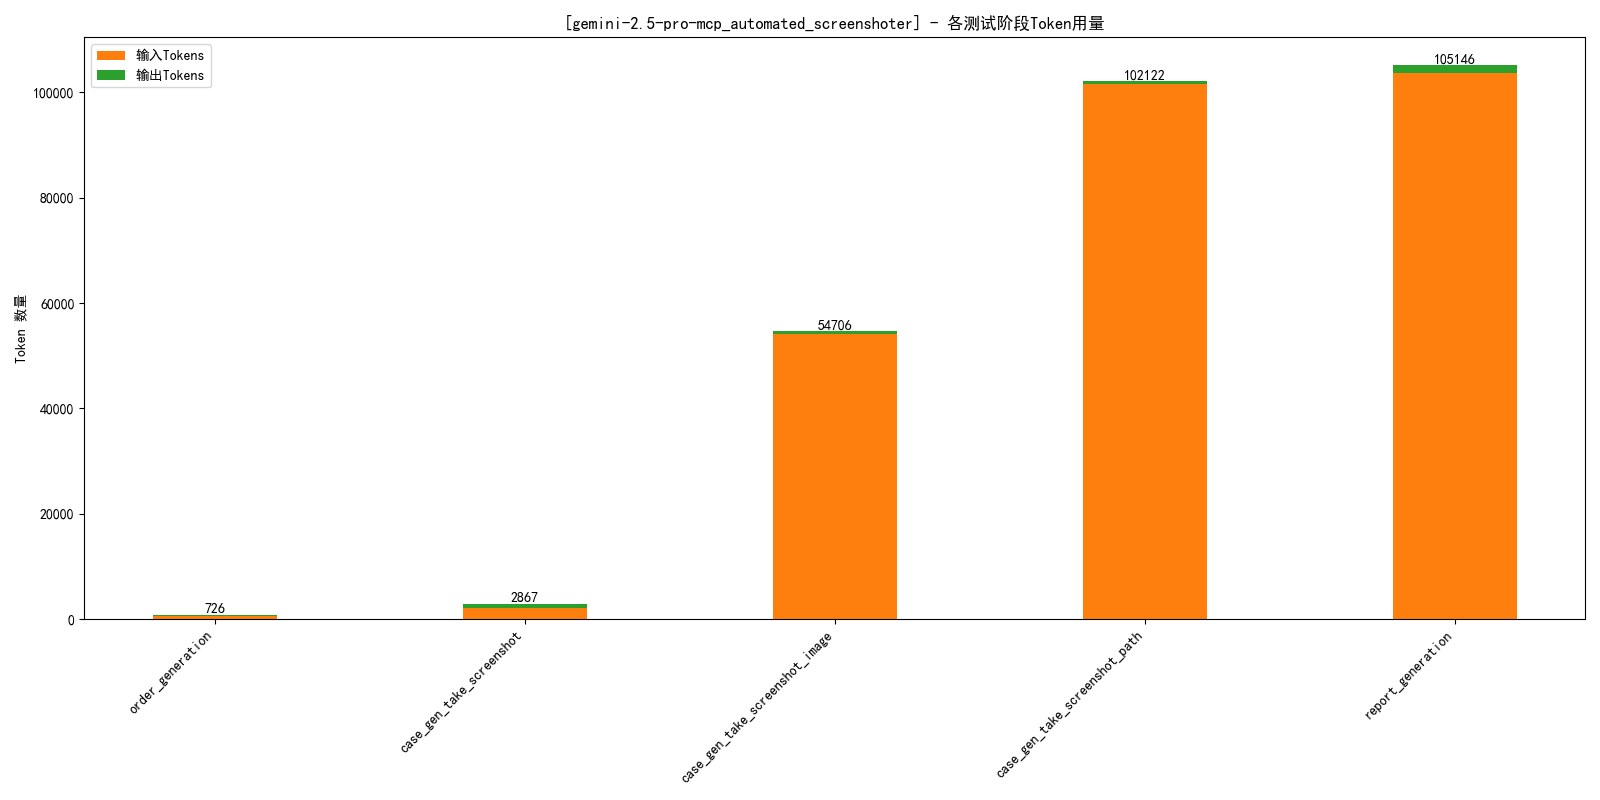 [gemini-2.5-pro-mcp_automated_screenshoter] - 各测试阶段Token用量
输入Tokens
输出Tokens
Token 数量
100000
80000
60000
40000
20000
0
726
2867
54706
102122
105146
order_generation
case_gen_take_screenshot
case_gen_take_screenshot_image
case_gen_take_screenshot_path
report_generation